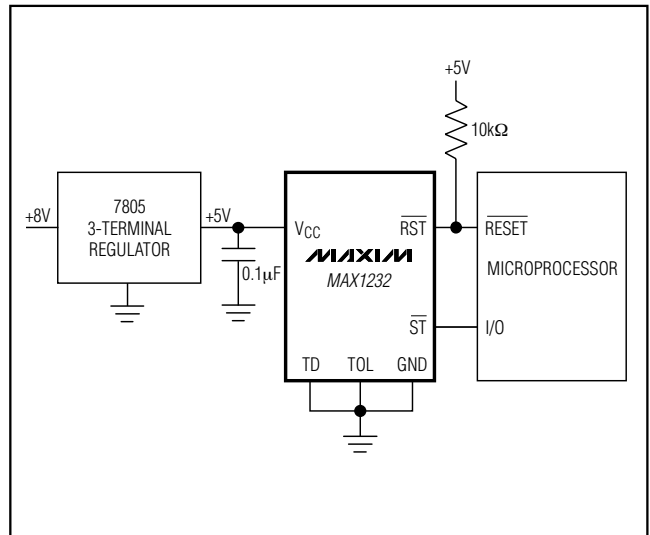 +5V
10kΩ
+8V
7805
3-TERMINAL
REGULATOR
+5V
0.1μF
VCC
MAXIM
MAX1232
RST
ST
TD TOL GND
RESET
MICROPROCESSOR
I/O